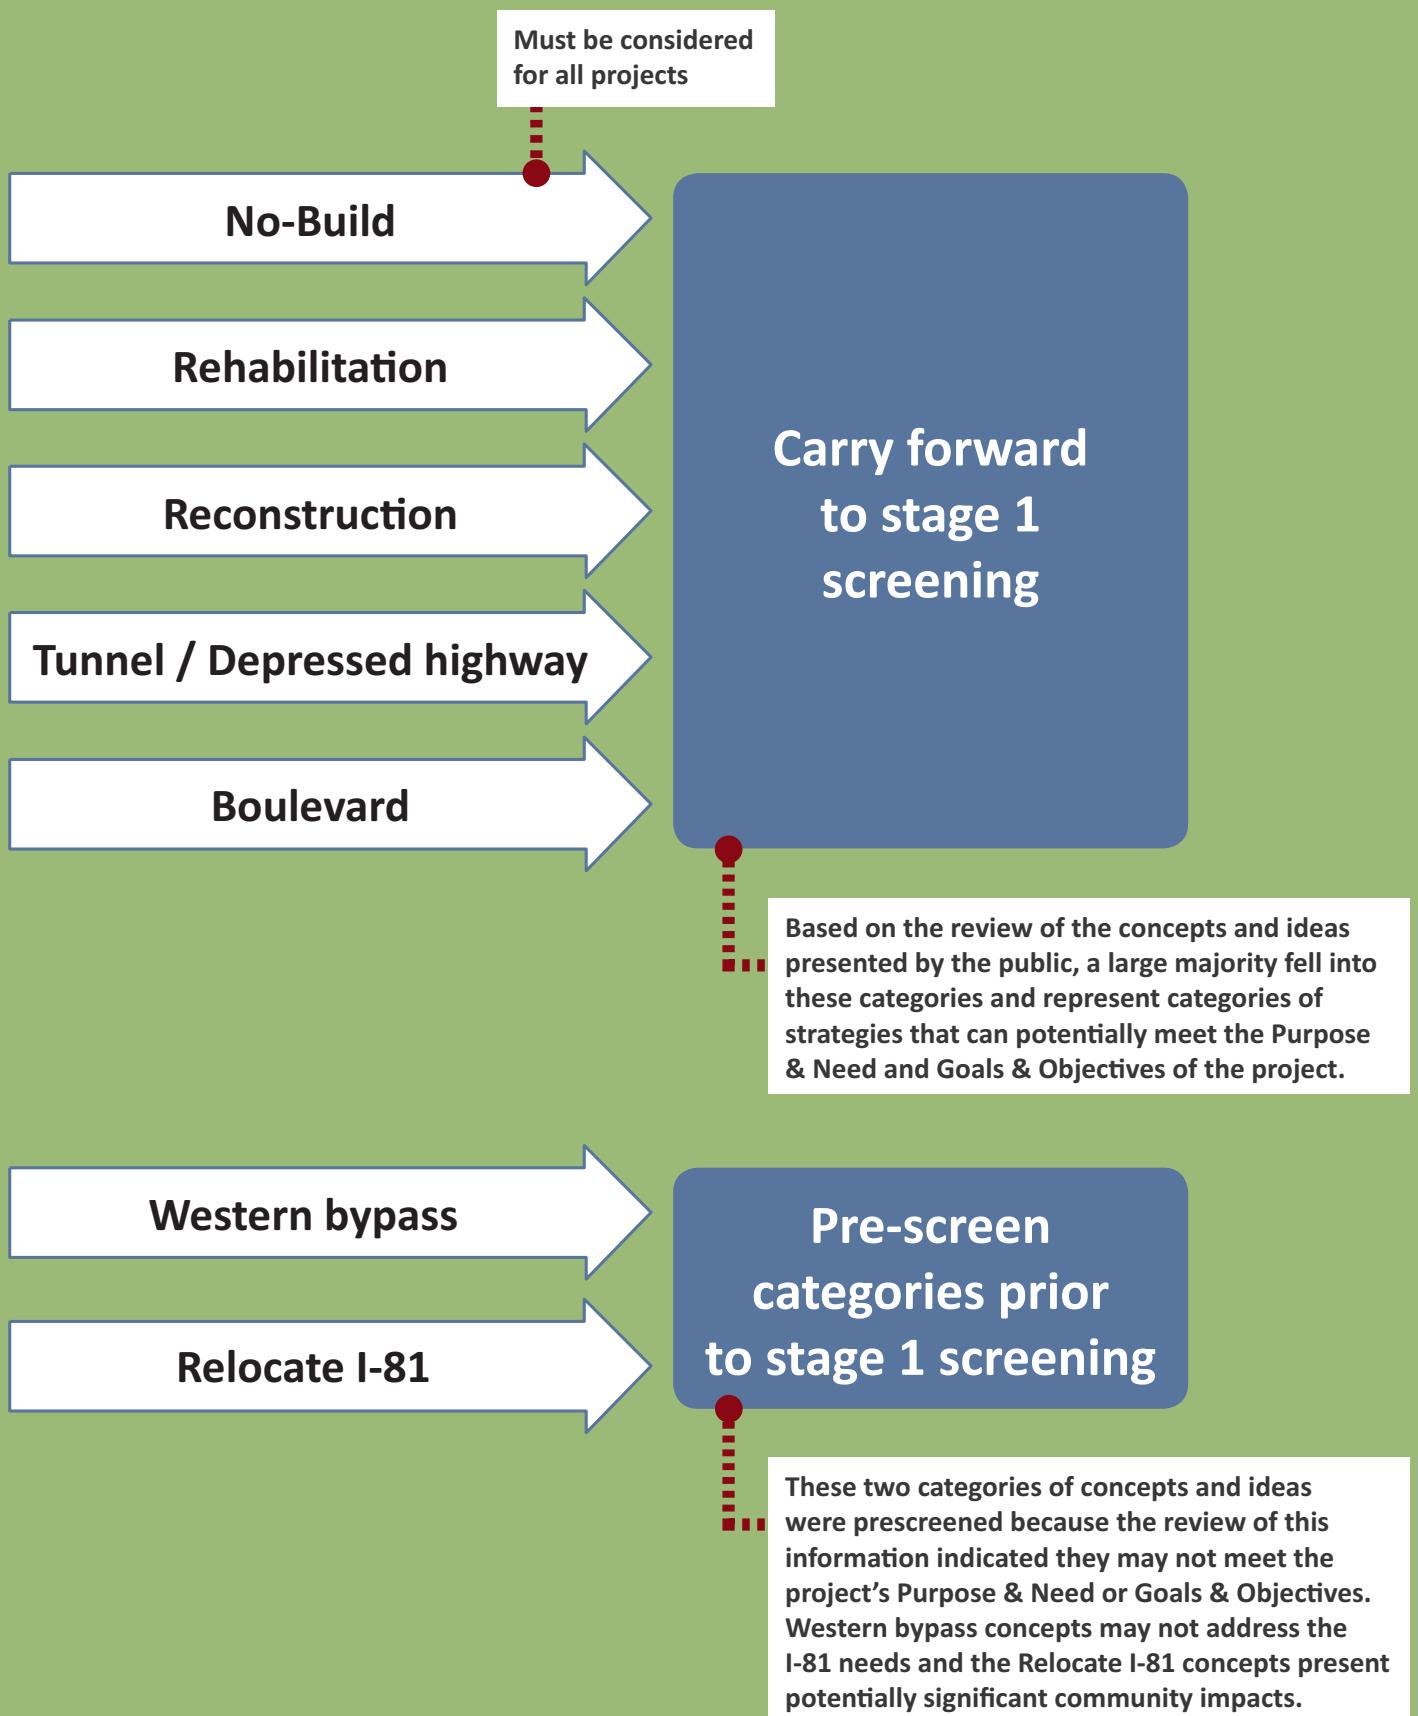 Must be considered
for all projects
No-Build
Rehabilitation
Reconstruction
Tunnel / Depressed highway
Boulevard
Carry forward
to stage 1
screening
Based on the review of the concepts and ideas
presented by the public, a large majority fell into
these categories and represent categories of
strategies that can potentially meet the Purpose
& Need and Goals & Objectives of the project.
Western bypass
Relocate I-81
Pre-screen
categories prior
to stage 1 screening
These two categories of concepts and ideas
were prescreened because the review of this
information indicated they may not meet the
project’s Purpose & Need or Goals & Objectives.
Western bypass concepts may not address the
I-81 needs and the Relocate I-81 concepts present
potentially significant community impacts.